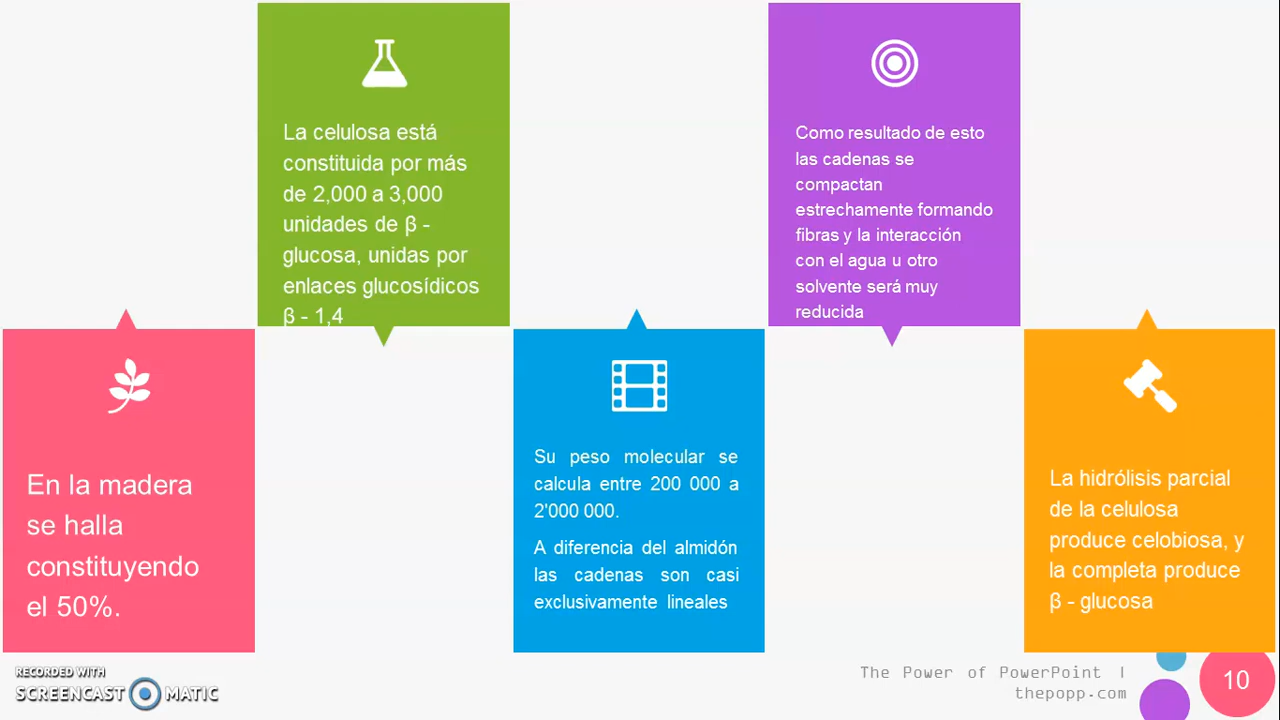 En la madera
se halla
constituyendo
el 50%.
La celulosa está
constituida por más
de 2,000 a 3,000
unidades de β -
glucosa, unidas por
enlaces glucosídicos
β - 1,4
Su peso molecular se
calcula entre 200 000 a
2'000 000.
A diferencia del almidón
las cadenas son casi
exclusivamente lineales
Como resultado de esto
las cadenas se
compactan
estrechamente formando
fibras y la interacción
con el agua u otro
solvente será muy
reducida
La hidrólisis parcial
de la celulosa
produce celobiosa, y
la completa produce
β - glucosa
RECORDED WITH
SCREENCAST MATIC
The Power of PowerPoint |
thepopp.com
10